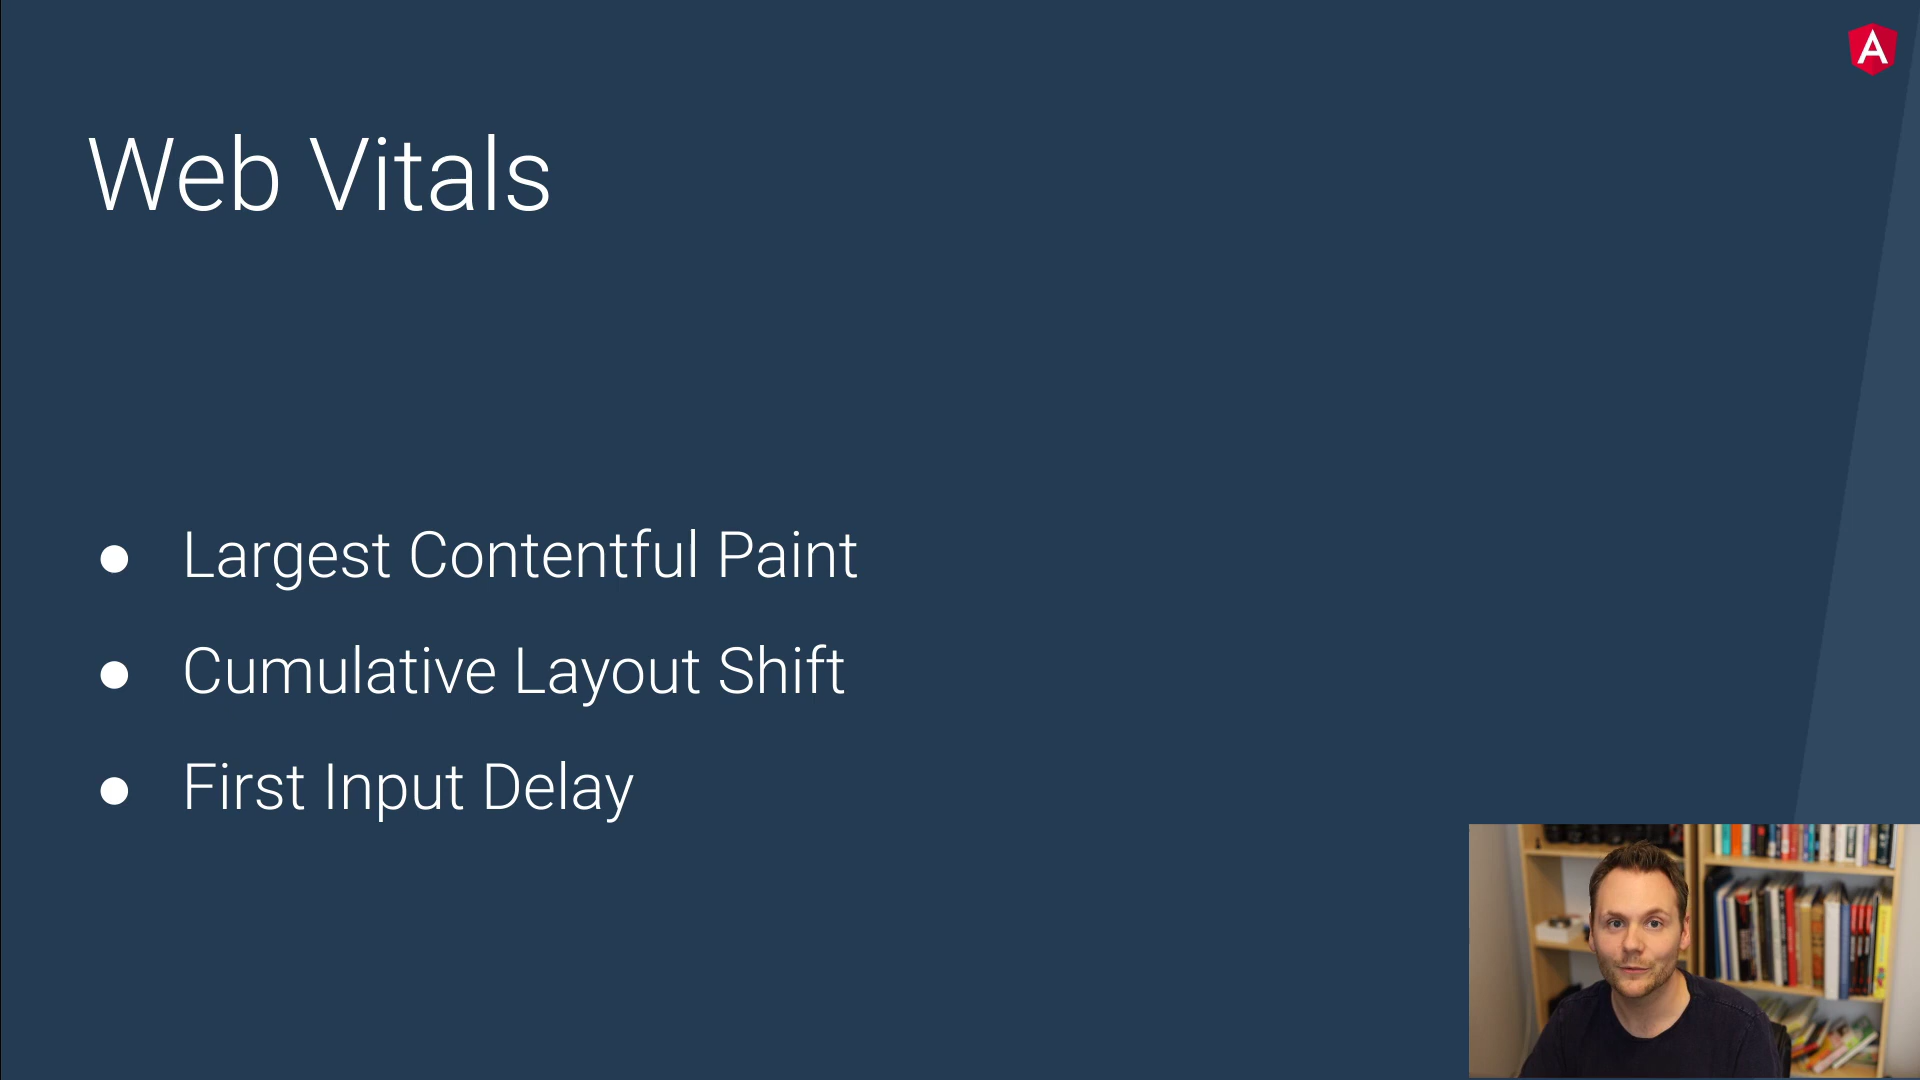 Web Vitals
Largest Contentful Paint
Cumulative Layout Shift
First Input Delay